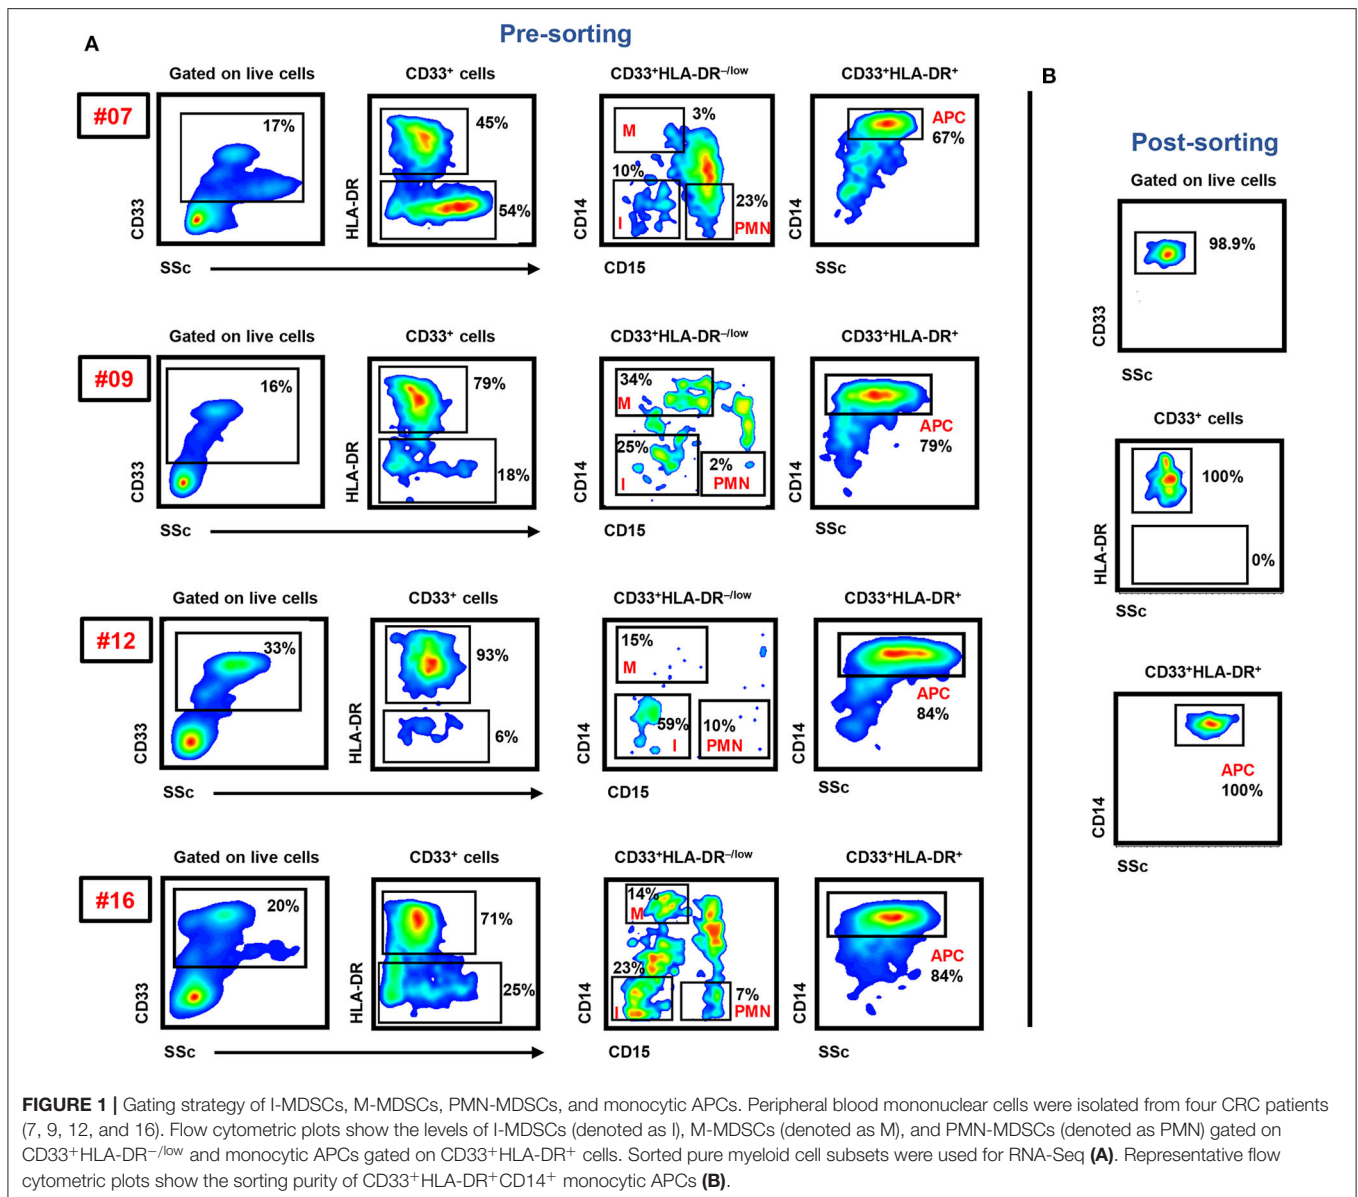 Pre-sorting
A
Gated on live cells
CD33⁺ cells
CD33⁺HLA-DR⁻/ˡᵒʷ
CD33⁺HLA-DR⁺
#07
17%
45%
54%
M
3%
10%
I
23%
PMN
APC
67%
CD33
HLA-DR
CD14
CD14
SSc
CD15
SSc
Gated on live cells
CD33⁺ cells
CD33⁺HLA-DR⁻/ˡᵒʷ
CD33⁺HLA-DR⁺
#09
16%
79%
18%
34%
M
25%
I
2%
PMN
APC
79%
CD33
HLA-DR
CD14
CD14
SSc
CD15
SSc
Gated on live cells
CD33⁺ cells
CD33⁺HLA-DR⁻/ˡᵒʷ
CD33⁺HLA-DR⁺
#12
33%
93%
6%
15%
M
59%
I
10%
PMN
APC
84%
CD33
HLA-DR
CD14
CD14
SSc
CD15
SSc
Gated on live cells
CD33⁺ cells
CD33⁺HLA-DR⁻/ˡᵒʷ
CD33⁺HLA-DR⁺
#16
20%
71%
25%
14%
M
23%
I
7%
PMN
APC
84%
CD33
HLA-DR
CD14
CD14
SSc
CD15
SSc
B
Post-sorting
Gated on live cells
98.9%
CD33
SSc
CD33⁺ cells
100%
0%
HLA-DR
SSc
CD33⁺HLA-DR⁺
APC
100%
CD14
SSc
FIGURE 1 | Gating strategy of I-MDSCs, M-MDSCs, PMN-MDSCs, and monocytic APCs. Peripheral blood mononuclear cells were isolated from four CRC patients
(7, 9, 12, and 16). Flow cytometric plots show the levels of I-MDSCs (denoted as I), M-MDSCs (denoted as M), and PMN-MDSCs (denoted as PMN) gated on
CD33⁺HLA-DR⁻/ˡᵒʷ and monocytic APCs gated on CD33⁺HLA-DR⁺ cells. Sorted pure myeloid cell subsets were used for RNA-Seq (A). Representative flow
cytometric plots show the sorting purity of CD33⁺HLA-DR⁺CD14⁺ monocytic APCs (B).